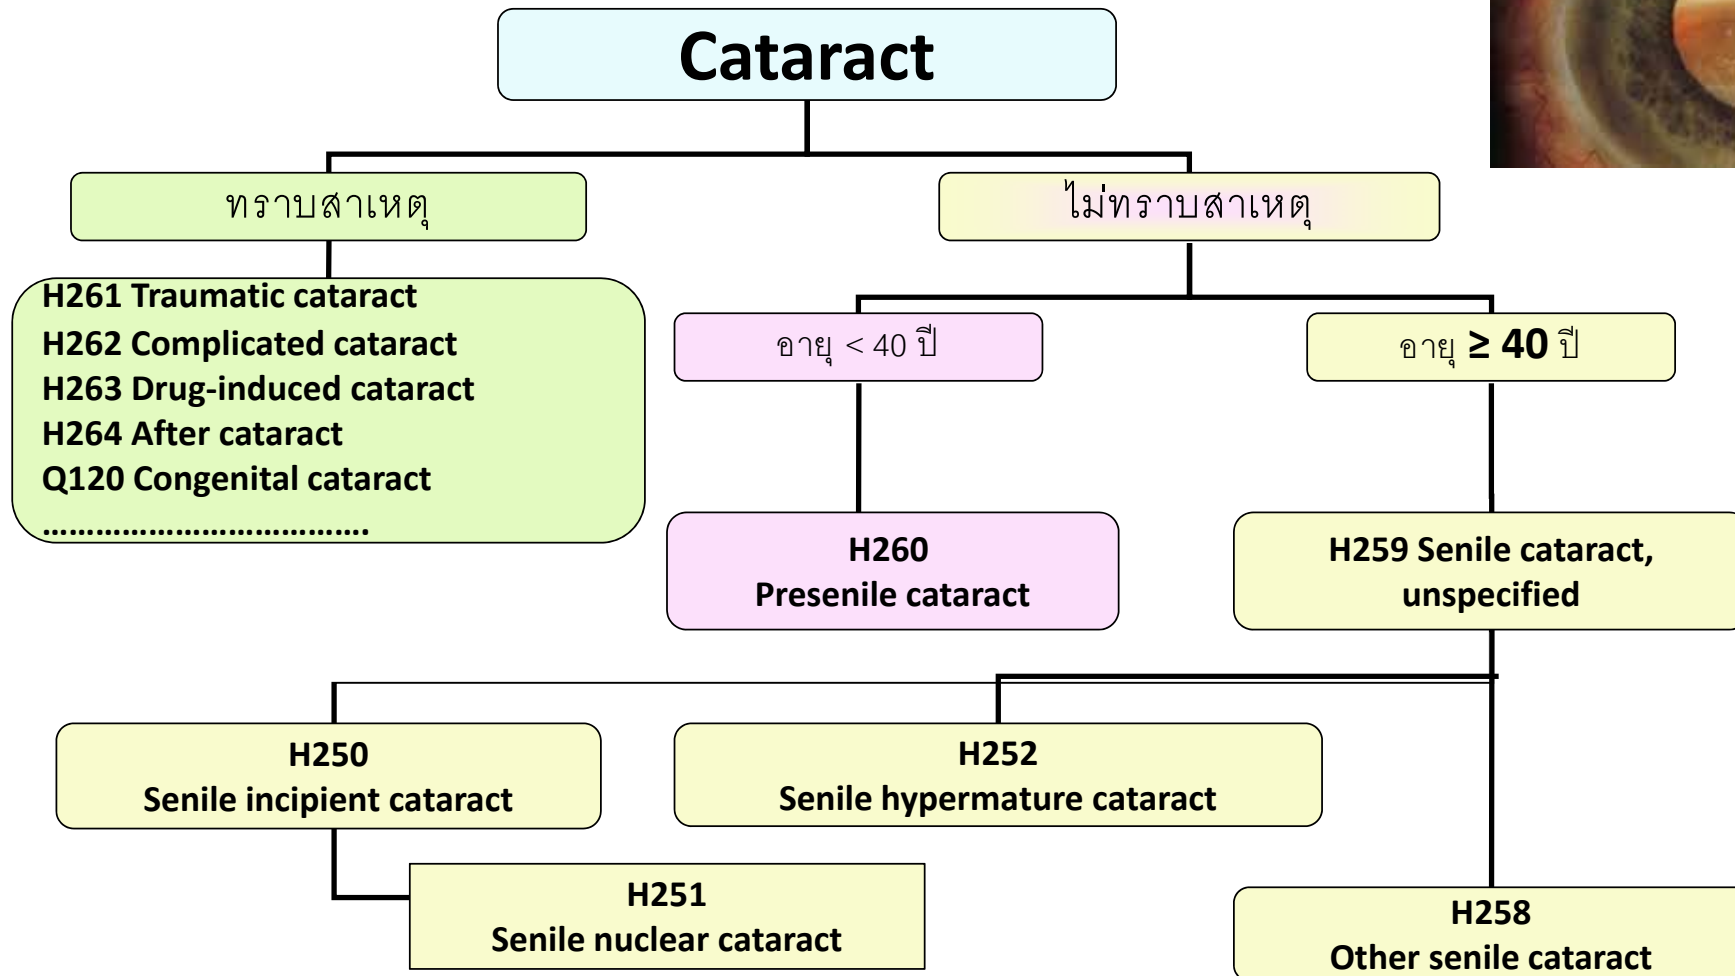 Cataract
ทราบสาเหตุ
ไม่ทราบสาเหตุ
H261 Traumatic cataract
H262 Complicated cataract
H263 Drug-induced cataract
H264 After cataract
Q120 Congenital cataract
....................................
อายุ < 40 ปี
อายุ ≥ 40 ปี
H260
Presenile cataract
H259 Senile cataract,
unspecified
H250
Senile incipient cataract
H252
Senile hypermature cataract
H251
Senile nuclear cataract
H258
Other senile cataract